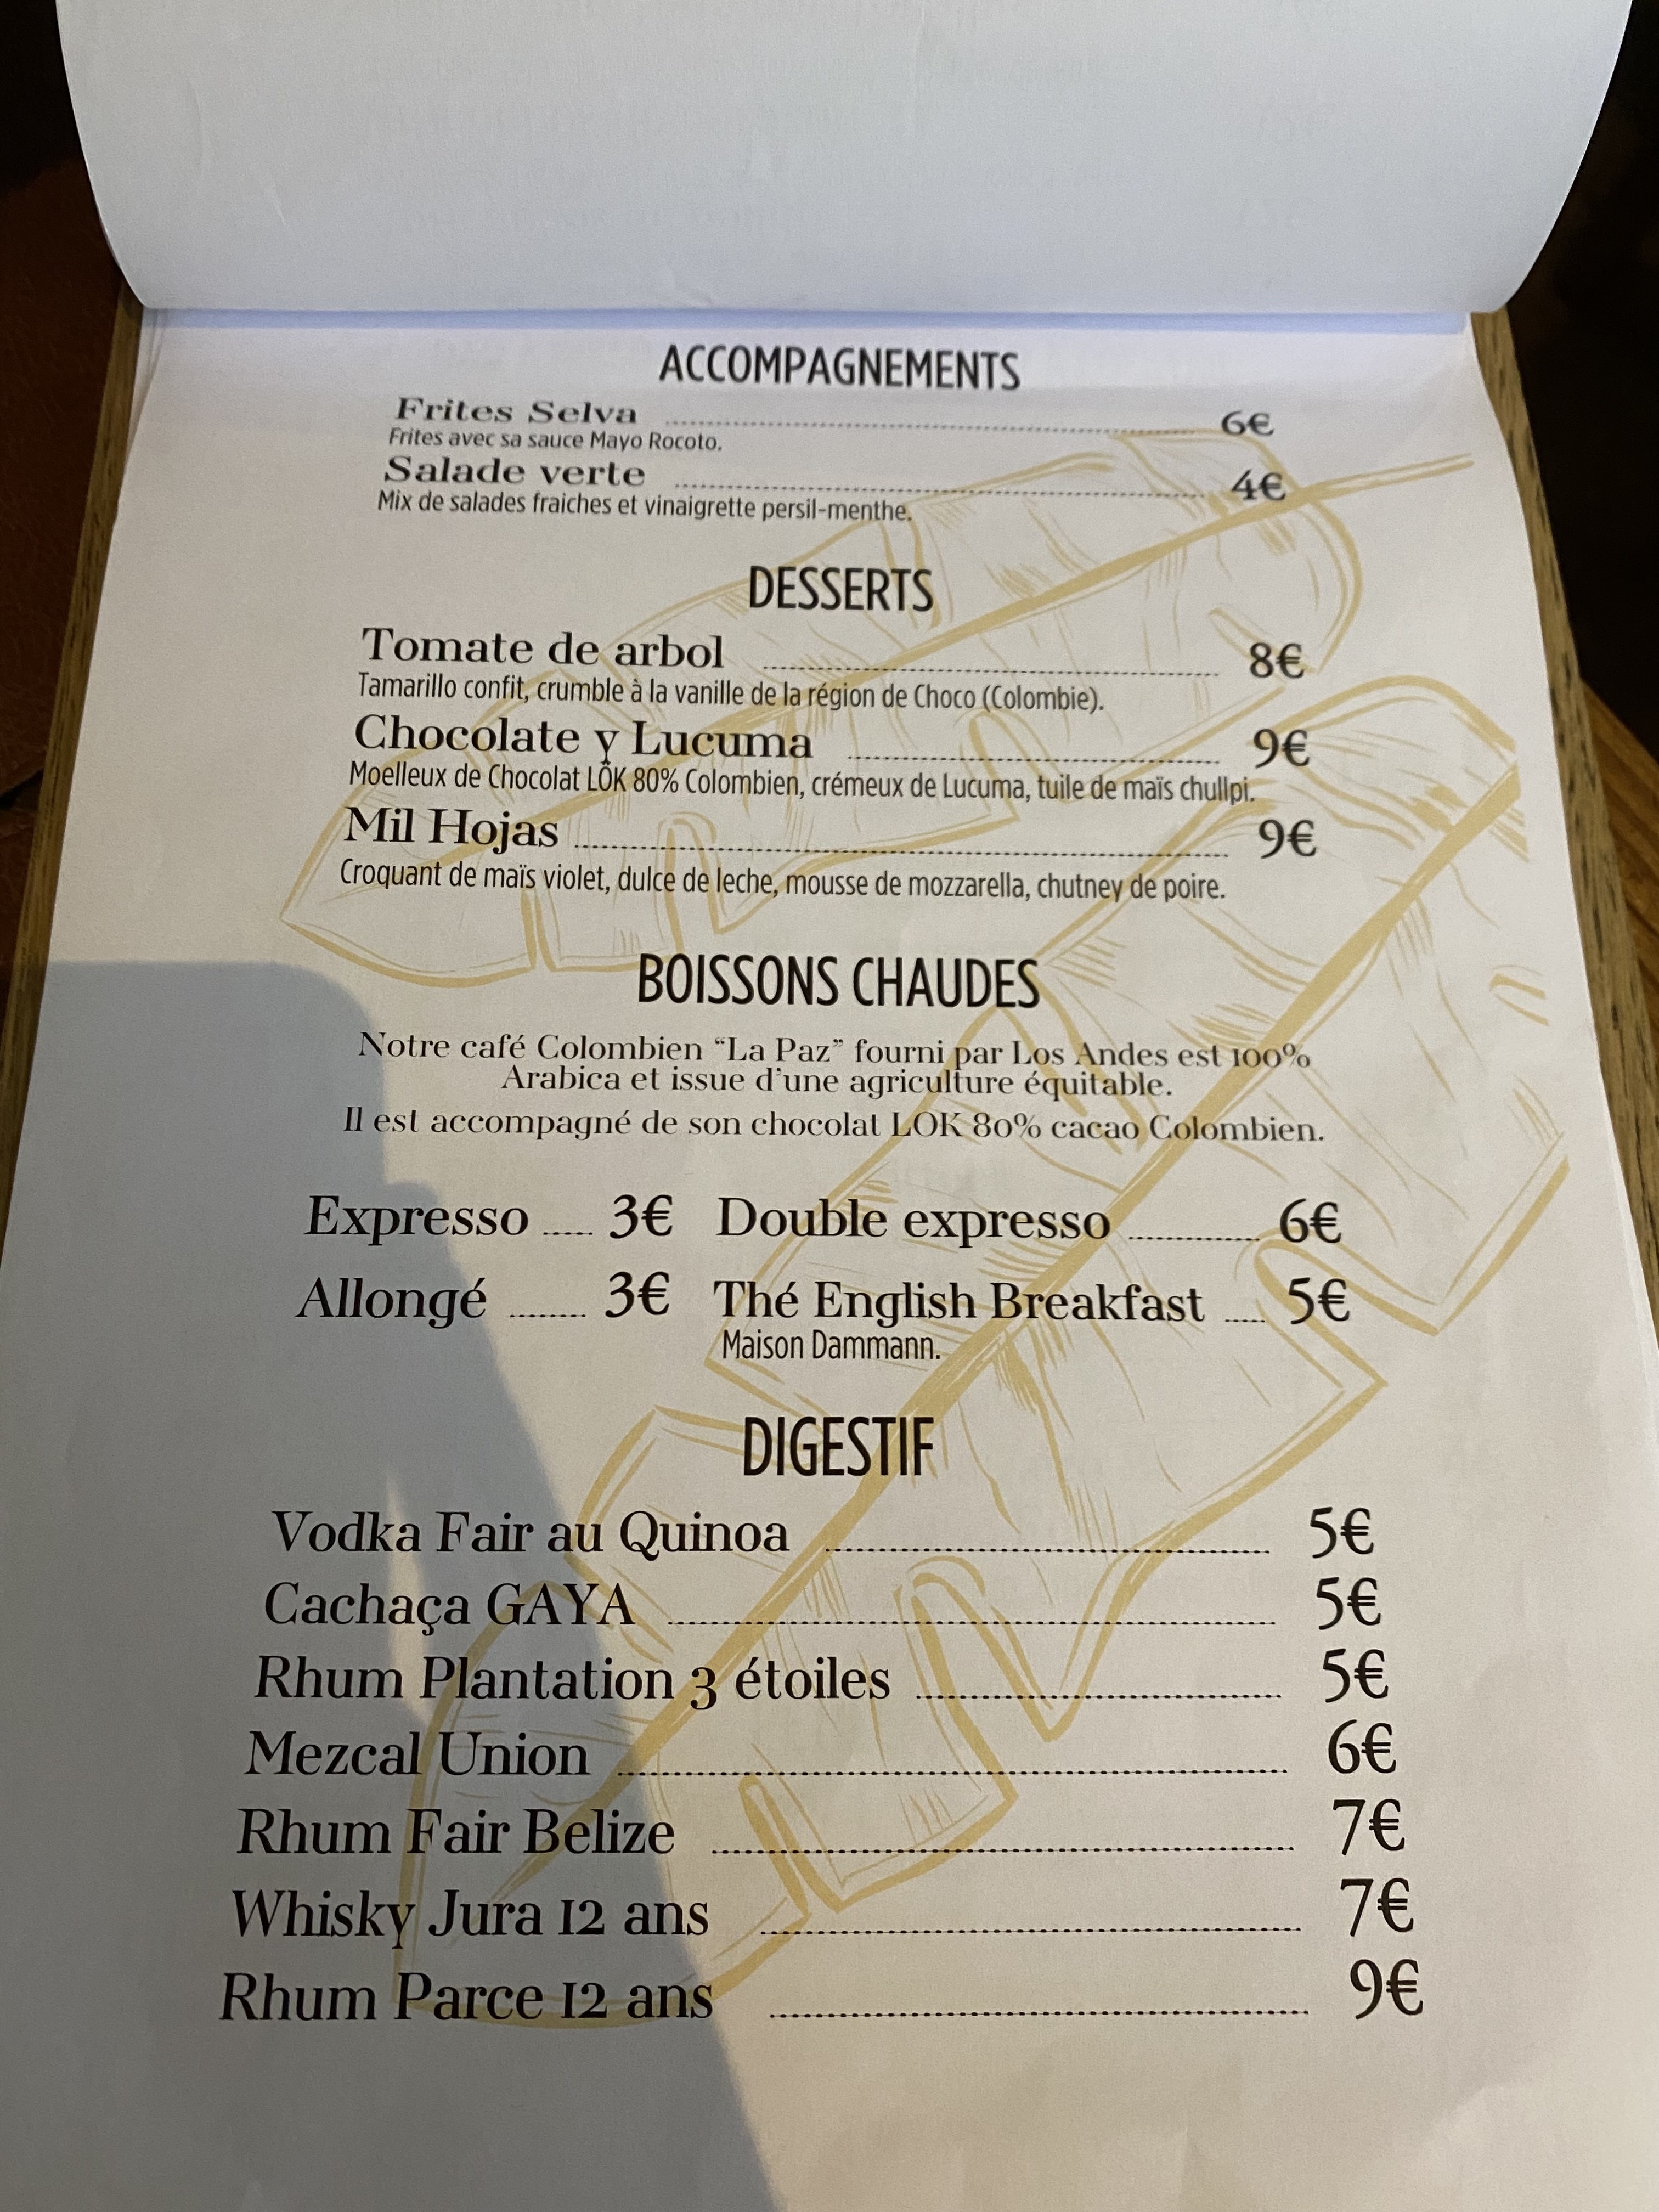 ACCOMPAGNEMENTS
Frites Selva ........ 6€
Frites avec sa sauce Mayo Rocoto.
Salade verte ........ 4€
Mix de salades fraiches et vinaigrette persil-menthe.
DESSERTS
Tomate de arbol ........ 8€
Tamarillo confit, crumble à la vanille de la région de Choco (Colombie).
Chocolate y Lucuma ........ 9€
Moelleux de Chocolat LÖK 80% Colombien, crémeux de Lucuma, tuile de maïs chullpi.
Mil Hojas ........ 9€
Croquant de maïs violet, dulce de leche, mousse de mozzarella, chutney de poire.
BOISSONS CHAUDES
Notre café Colombien “La Paz” fourni par Los Andes est 100%
Arabica et issue d’une agriculture équitable.
Il est accompagné de son chocolat LOK 80% cacao Colombien.
Expresso ..... 3€ Double expresso ........ 6€
Allongé ........ 3€ Thé English Breakfast ..... 5€
Maison Dammann.
DIGESTIF
Vodka Fair au Quinoa ........ 5€
Cachaça GAYA ........ 5€
Rhum Plantation 3 étoiles ........ 5€
Mezcal Union ........ 6€
Rhum Fair Belize ........ 7€
Whisky Jura 12 ans ........ 7€
Rhum Parce 12 ans ........ 9€